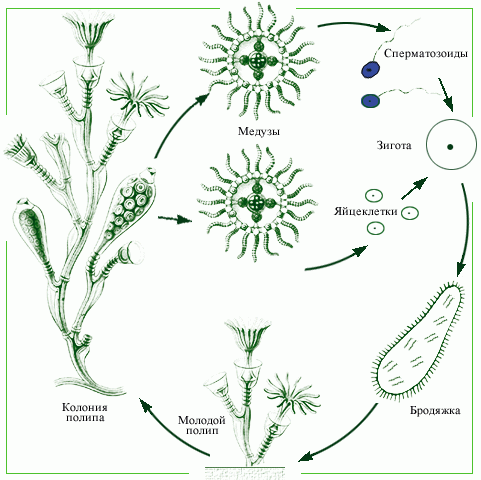 Сперматозоиды
Медузы
Зигота
Яйцеклетки
Бродяжка
Молодой
полип
Колония
полипа